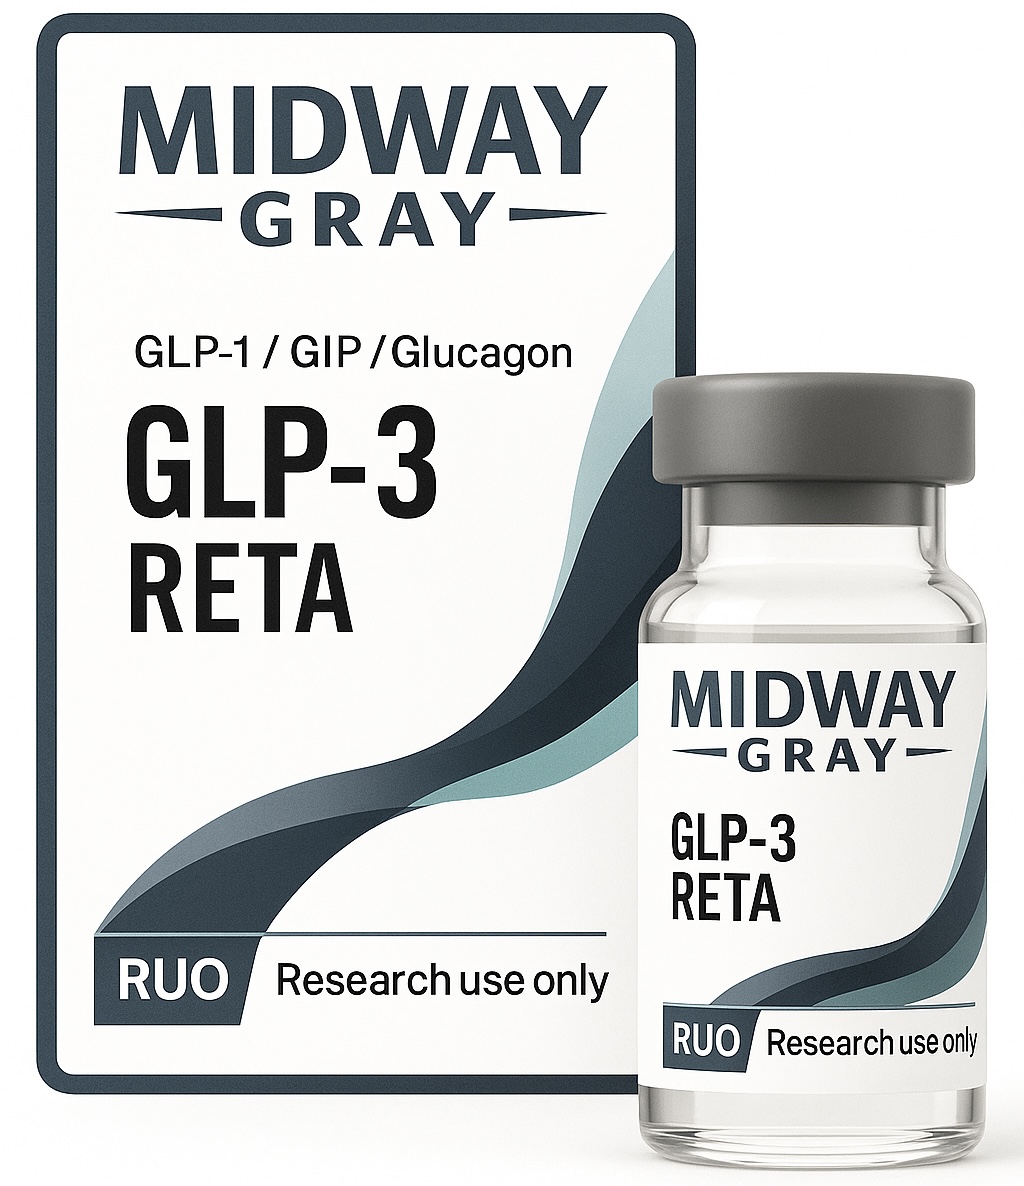 MIDWAY
GRAY
GLP-1 / GIP / Glucagon
GLP-3
RETA
RUO Research use only
MIDWAY
GRAY
GLP-3
RETA
RUO Research use only